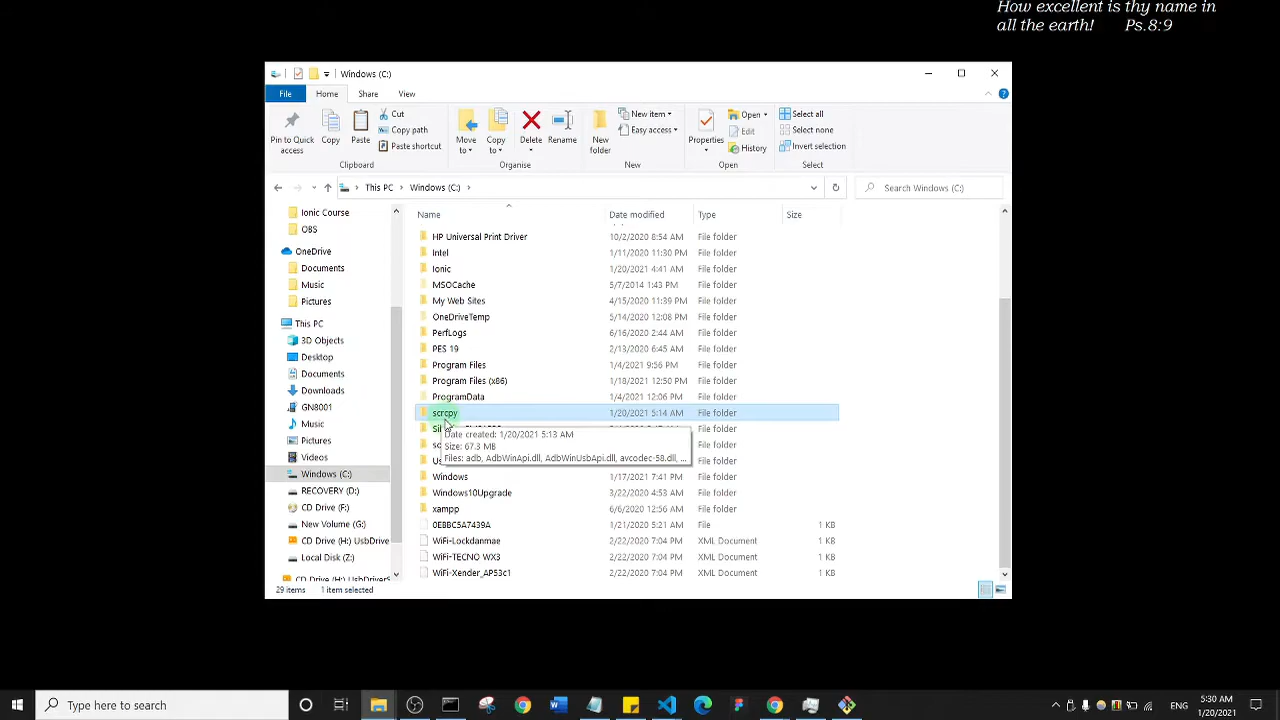 How excellent is thy name in
all the earth! Ps.8:9
Windows (C:)
File
Home
Share
View
Pin to Quick
access
Copy
Paste
Cut
Copy path
Paste shortcut
Clipboard
Move
to
Copy
to
Delete
Rename
Organise
New
folder
New item
Easy access
New
Properties
Open
Edit
History
Open
Select all
Select none
Invert selection
Select
This PC > Windows (C:) >
Search Windows (C:)
Ionic Course
OBS
OneDrive
Documents
Music
Pictures
This PC
3D Objects
Desktop
Documents
Downloads
GN8001
Music
Pictures
Videos
Windows (C:)
RECOVERY (D:)
CD Drive (F:)
New Volume (G:)
CD Drive (H:) UsbDrive
Local Disk (Z:)
CD Drive (H:) UsbDriverS
Name Date modified Type Size
HP Universal Print Driver 10/2/2020 8:54 AM File folder
Intel 1/11/2020 11:30 PM File folder
Ionic 1/20/2021 4:41 AM File folder
MSOCache 5/7/2014 1:43 PM File folder
My Web Sites 4/15/2020 11:39 PM File folder
OneDriveTemp 5/14/2020 12:08 PM File folder
PerfLogs 6/16/2020 2:44 AM File folder
PES 19 2/13/2020 6:45 AM File folder
Program Files 1/4/2021 9:56 PM File folder
Program Files (x86) 1/18/2021 12:50 PM File folder
ProgramData 1/4/2021 12:06 PM File folder
scrcpy 1/20/2021 5:14 AM File folder
File folder
Date created: 1/20/2021 5:13 AM
Size: 67.3 MB
Files: adb, AdbWinApi.dll, AdbWinUsbApi.dll, avcodec-58.dll, ...
File folder
File folder
Windows 1/17/2021 7:41 PM File folder
Windows10Upgrade 3/22/2020 4:53 AM File folder
xampp 6/6/2020 12:56 AM File folder
0EBBC5A7439A 1/21/2020 5:21 AM File 1 KB
WiFi-Lockdanmae 2/22/2020 7:04 PM XML Document 1 KB
WiFi-TECNO WX3 2/22/2020 7:04 PM XML Document 1 KB
WiFi-Xender_AP53c1 2/22/2020 7:04 PM XML Document 1 KB
29 items 1 item selected
Type here to search
ENG
5:30 AM
1/20/2021